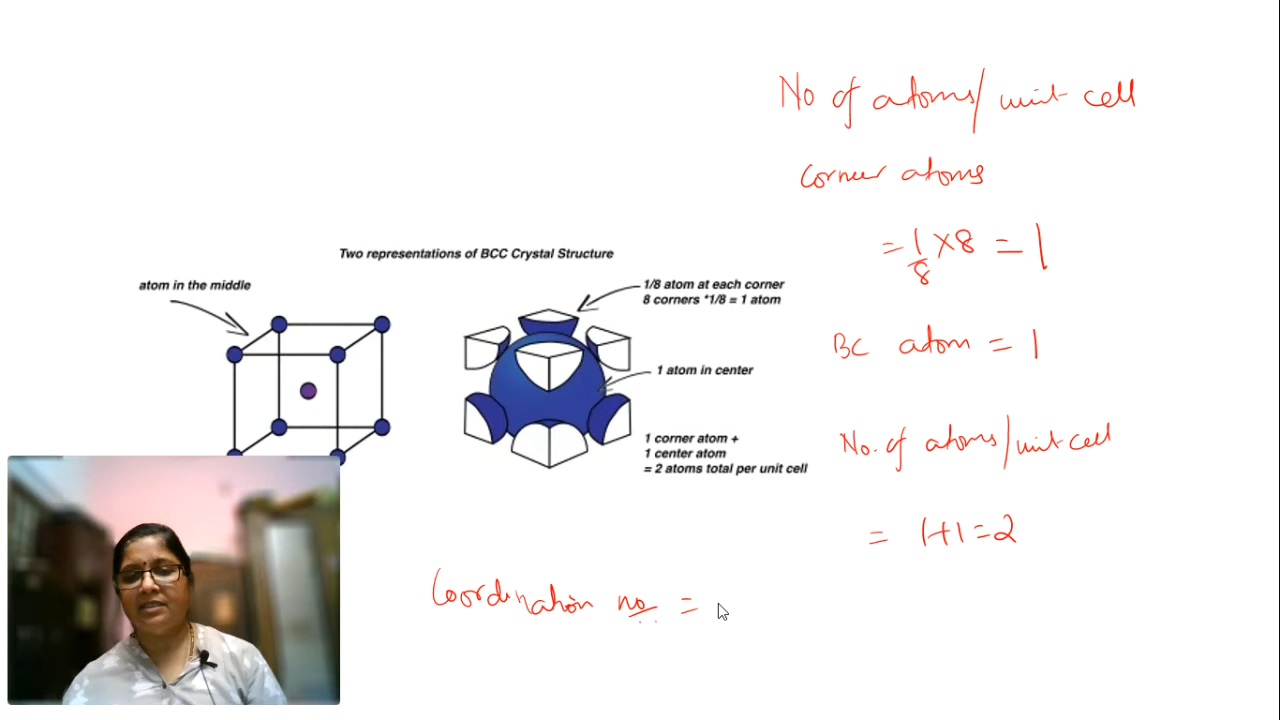 No of atoms/unit cell
Corner atoms
= 1/8 × 8 = 1
Two representations of BCC Crystal Structure
atom in the middle
1/8 atom at each corner
8 corners *1/8 = 1 atom
BC atom = 1
1 atom in center
1 corner atom +
1 center atom
= 2 atoms total per unit cell
No. of atoms/unit cell
= 1+1=2
Coordination no =